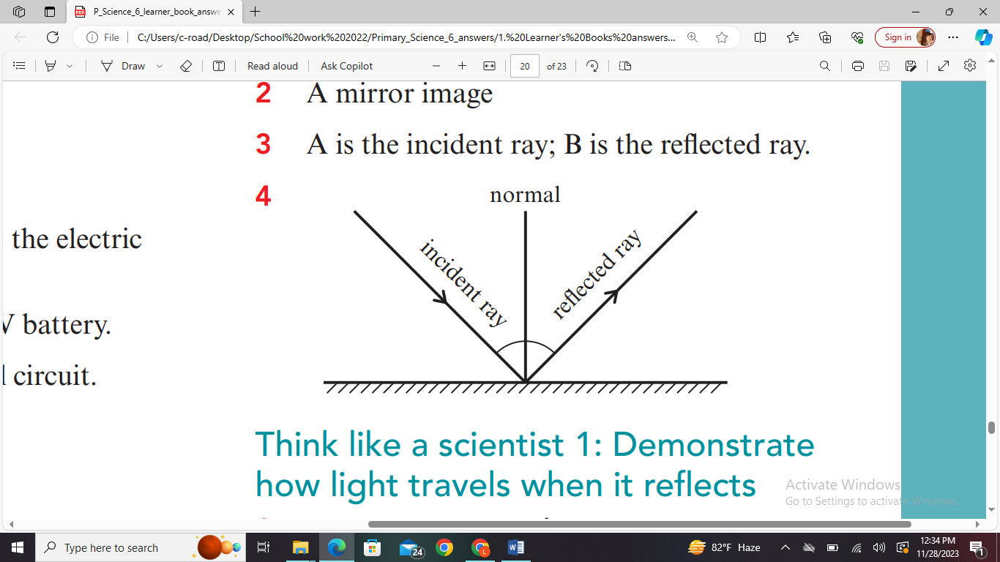 P_Science_6_learner_book_answe
File
C:/Users/c-road/Desktop/School%20work%202022/Primary_Science_6_answers/1.%20Learner's%20Books%20answers...
Sign in
Draw
Read aloud
Ask Copilot
20
of 23
2 A mirror image
3 A is the incident ray; B is the reflected ray.
4
normal
incident ray
reflected ray
the electric
V battery.
circuit.
Think like a scientist 1: Demonstrate
how light travels when it reflects
Activate Windows
Go to Settings to activate Windows.
Type here to search
24
82°F Haze
12:34 PM
11/28/2023
1